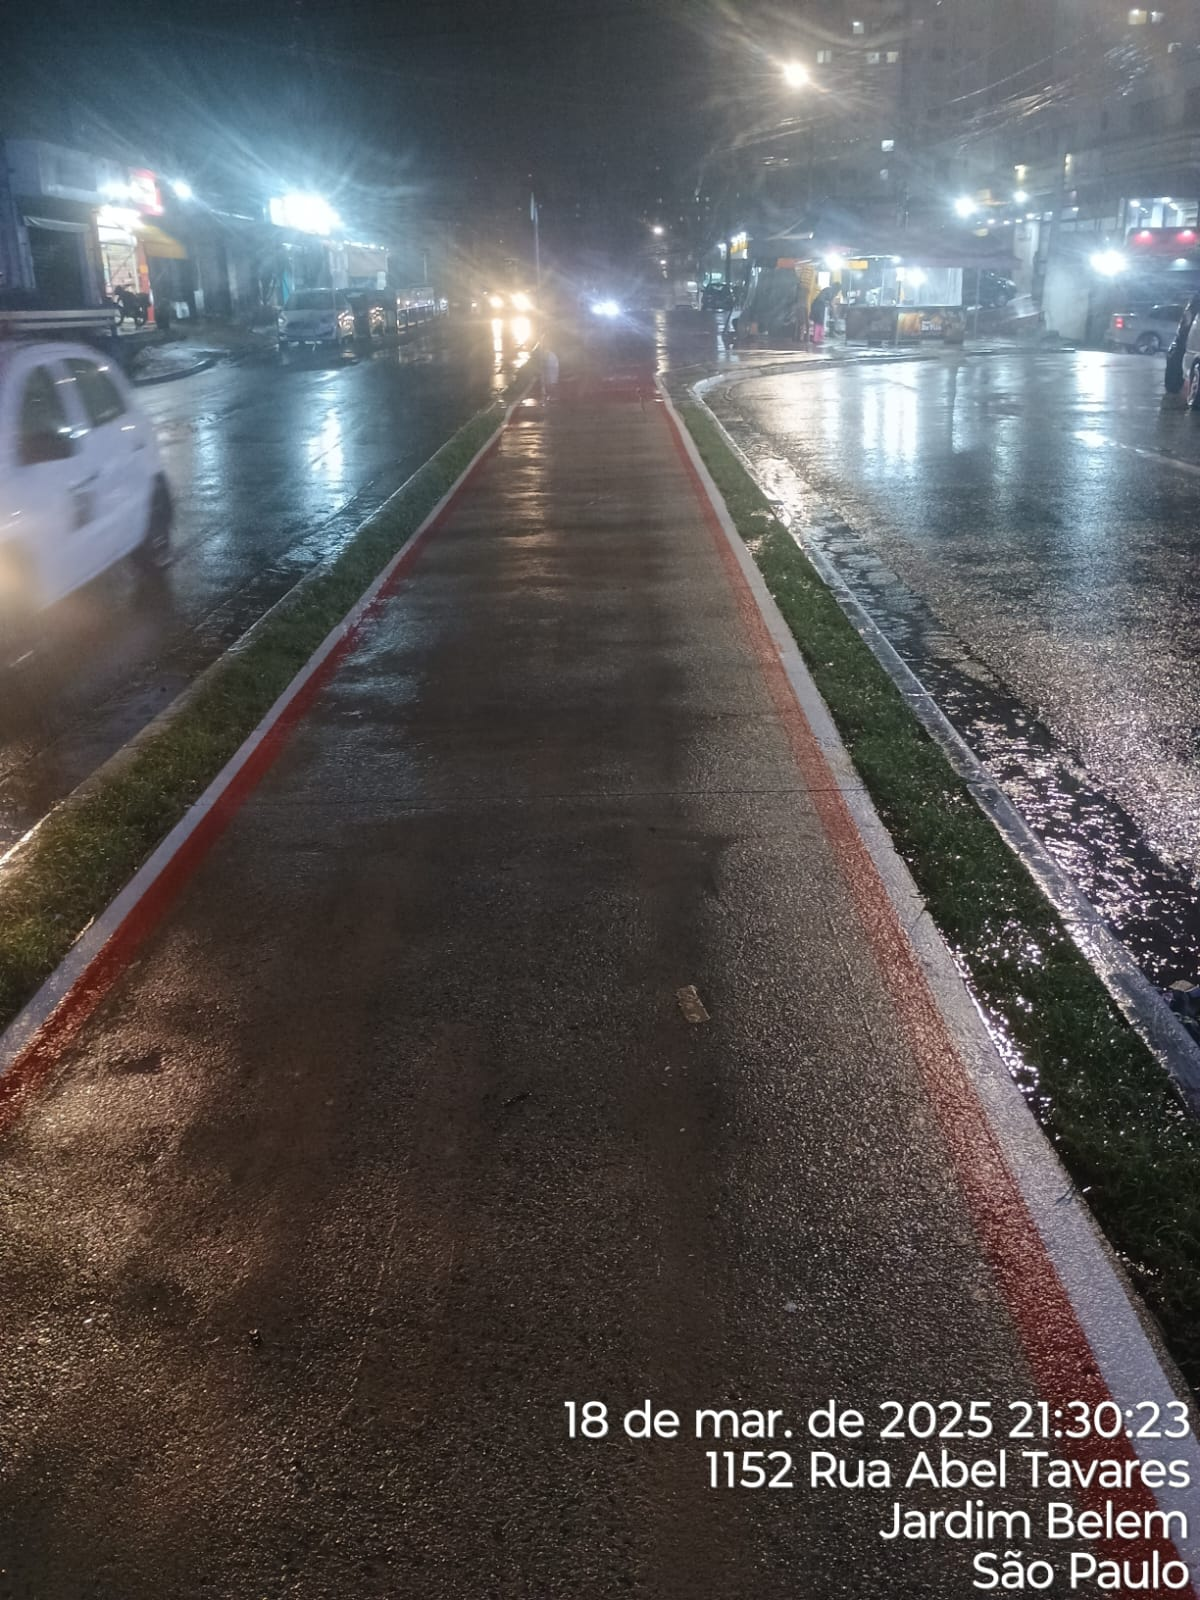 18 de mar. de 2025 21:30:23
1152 Rua Abel Tavares
Jardim Belem
São Paulo